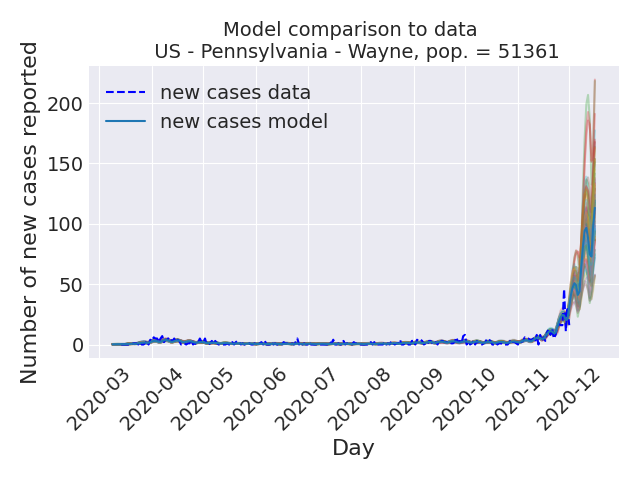 Model comparison to data
US - Pennsylvania - Wayne, pop. = 51361
Number of new cases reported
200
150
100
50
0
new cases data
new cases model
2020-03
2020-04
2020-05
2020-06
2020-07
2020-08
2020-09
2020-10
2020-11
2020-12
Day